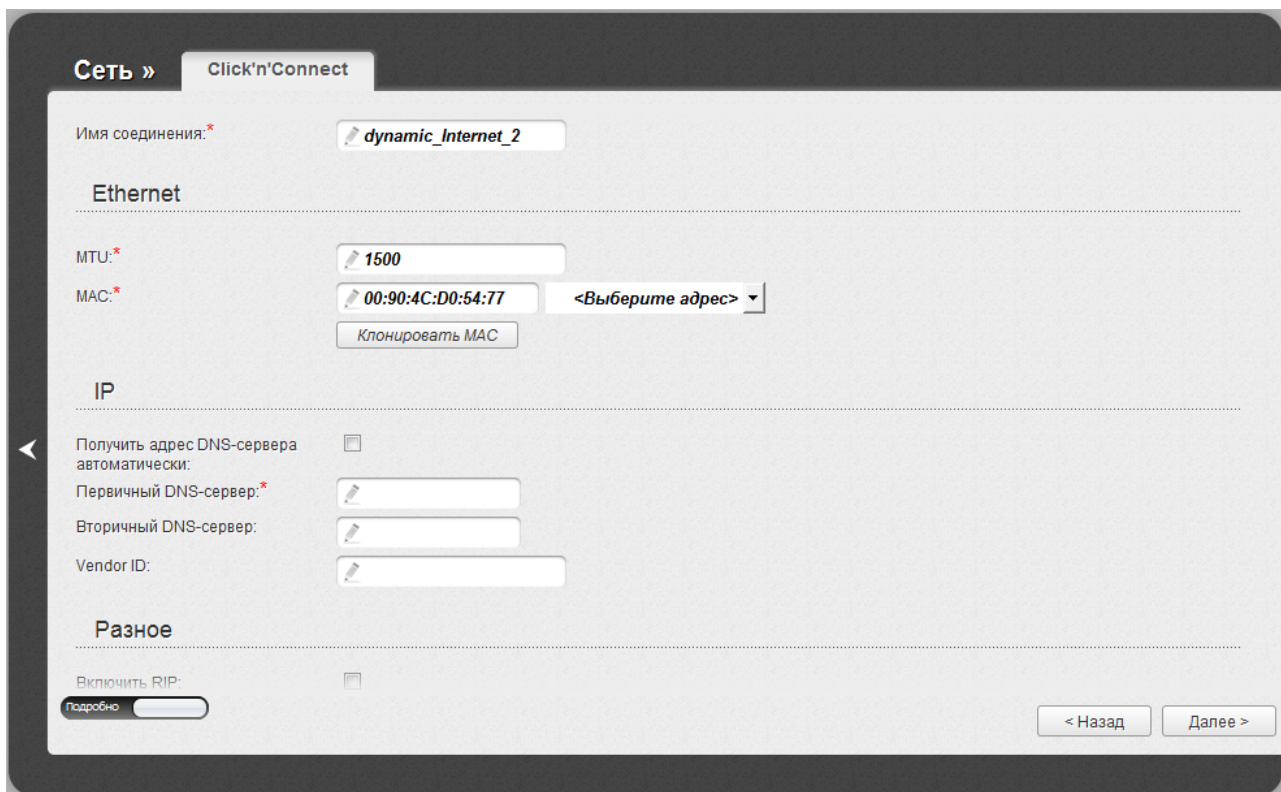 Сеть »
Click'n'Connect
Имя соединения:*
dynamic_Internet_2
Ethernet
MTU:*
1500
MAC:*
00:90:4C:D0:54:77
<Выберите адрес>
Клонировать MAC
IP
Получить адрес DNS-сервера
автоматически:
Первичный DNS-сервер:*
Вторичный DNS-сервер:
Vendor ID:
Разное
Включить RIP:
Подробно
< Назад
Далее >